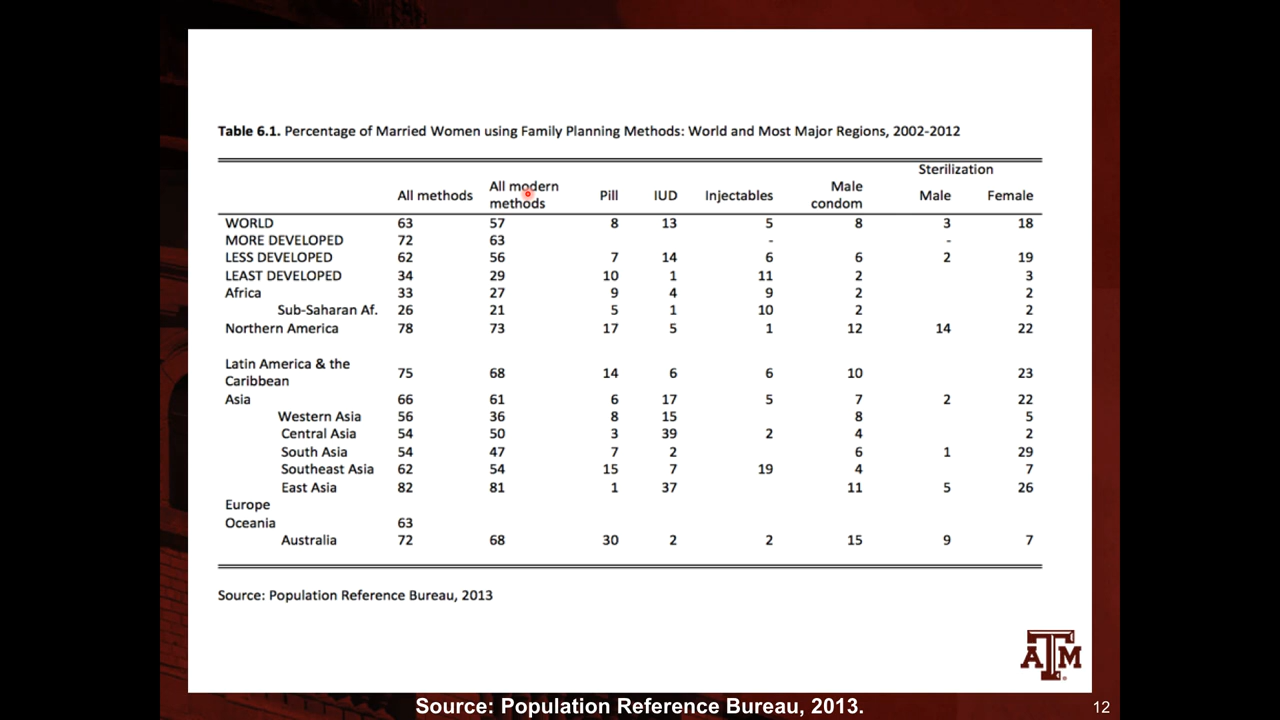 Table 6.1. Percentage of Married Women using Family Planning Methods: World and Most Major Regions, 2002-2012
Sterilization
All methods All modern methods Pill IUD Injectables Male condom Male Female
WORLD 63 57 8 13 5 8 3 18
MORE DEVELOPED 72 63 - -
LESS DEVELOPED 62 56 7 14 6 6 2 19
LEAST DEVELOPED 34 29 10 1 11 2 3
Africa 33 27 9 4 9 2 2
Sub-Saharan Af. 26 21 5 1 10 2 2
Northern America 78 73 17 5 1 12 14 22
Latin America & the Caribbean 75 68 14 6 6 10 23
Asia 66 61 6 17 5 7 2 22
Western Asia 56 36 8 15 8 5
Central Asia 54 50 3 39 2 4 2
South Asia 54 47 7 2 6 1 29
Southeast Asia 62 54 15 7 19 4 7
East Asia 82 81 1 37 11 5 26
Europe
Oceania 63
Australia 72 68 30 2 2 15 9 7
Source: Population Reference Bureau, 2013
ATM
Source: Population Reference Bureau, 2013.
12